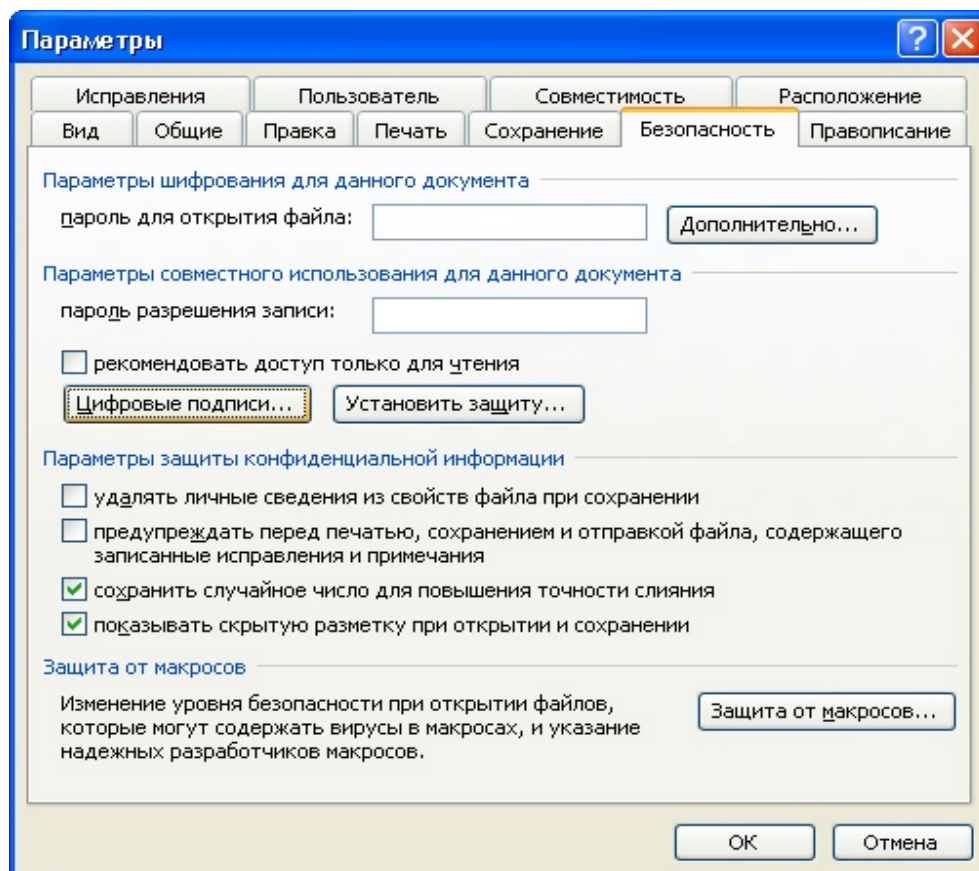 Параметры
Исправления Пользователь Совместимость Расположение
Вид Общие Правка Печать Сохранение Безопасность Правописание
Параметры шифрования для данного документа
пароль для открытия файла: Дополнительно...
Параметры совместного использования для данного документа
пароль разрешения записи:
рекомендовать доступ только для чтения
Цифровые подписи... Установить защиту...
Параметры защиты конфиденциальной информации
удалять личные сведения из свойств файла при сохранении
предупреждать перед печатью, сохранением и отправкой файла, содержащего
записанные исправления и примечания
сохранить случайное число для повышения точности слияния
показывать скрытую разметку при открытии и сохранении
Защита от макросов
Изменение уровня безопасности при открытии файлов,
которые могут содержать вирусы в макросах, и указание
надежных разработчиков макросов.
Защита от макросов...
ОК Отмена